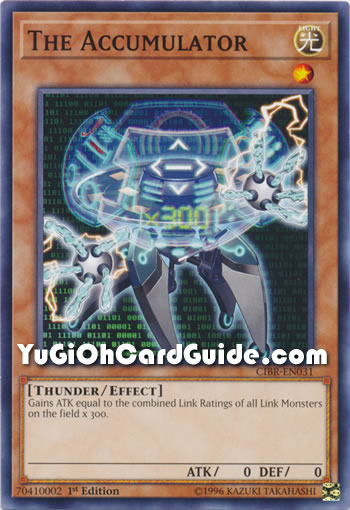 THE ACCUMULATOR
LIGHT
光
x300
YuGiOhCardGuide.com
CIBR-EN031
[THUNDER/EFFECT]
Gains ATK equal to the combined Link Ratings of all Link Monsters
on the field x 300.
ATK/ 0 DEF/ 0
70410002 1st Edition ©1996 KAZUKI TAKAHASHI